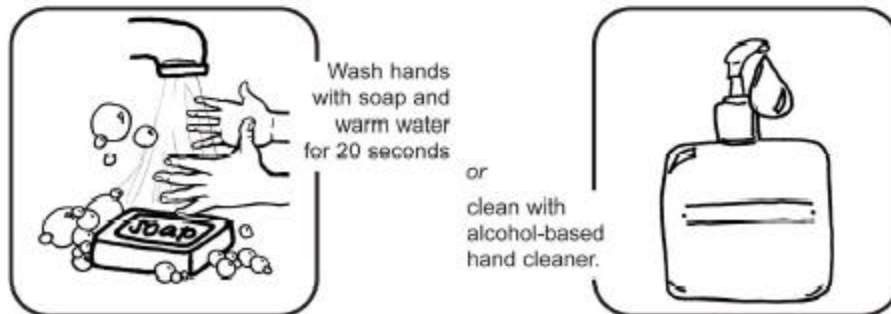 Wash hands
with soap and
warm water
for 20 seconds
soap
or
clean with
alcohol-based
hand cleaner.